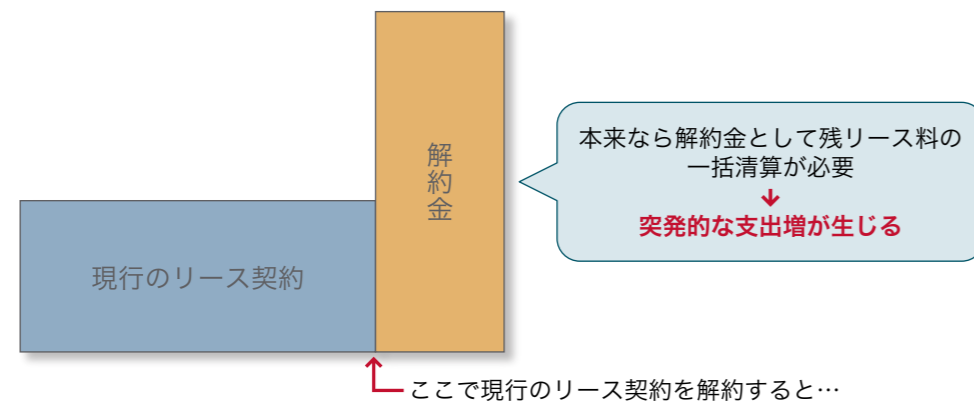 解約金
本来なら解約金として残リース料の
一括清算が必要
↓
突発的な支出増が生じる
現行のリース契約
ここで現行のリース契約を解約すると…